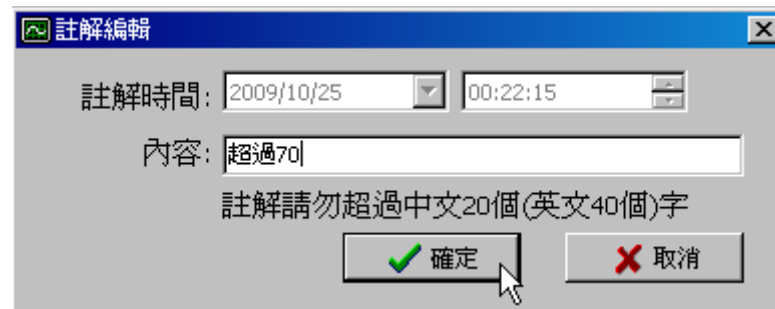 註解編輯
註解時間: 2009/10/25 00:22:15
內容: 超過70
註解請勿超過中文20個(英文40個)字
確定 取消